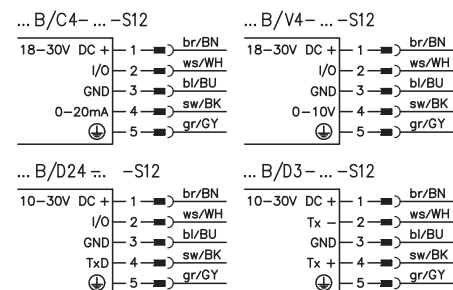 ... B/C4- ... -S12
18-30V DC + 1 br/BN
I/O 2 ws/WH
GND 3 bl/BU
0-20mA 4 sw/BK
5 gr/GY
... B/V4- ... -S12
18-30V DC + 1 br/BN
I/O 2 ws/WH
GND 3 bl/BU
0-10V 4 sw/BK
5 gr/GY
... B/D24 -... -S12
10-30V DC + 1 br/BN
I/O 2 ws/WH
GND 3 bl/BU
TxD 4 sw/BK
5 gr/GY
... B/D3- ... -S12
10-30V DC + 1 br/BN
Tx - 2 ws/WH
GND 3 bl/BU
Tx + 4 sw/BK
5 gr/GY